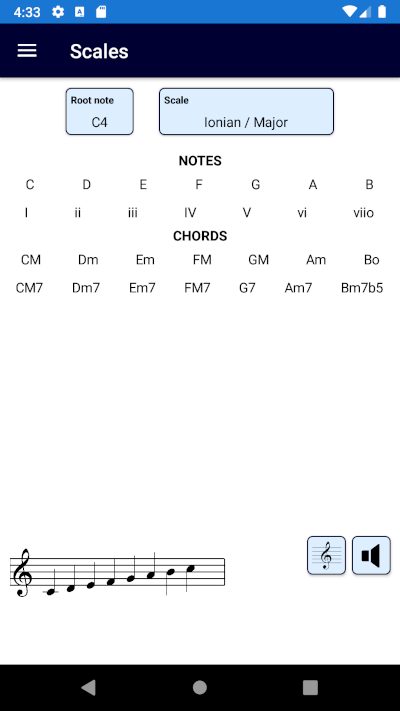 4:33
Scales
Root note
Scale
C4
Ionian / Major
NOTES
C D E F G A B
I ii iii IV V vi viio
CHORDS
CM Dm Em FM GM Am Bo
CM7 Dm7 Em7 FM7 G7 Am7 Bm7b5